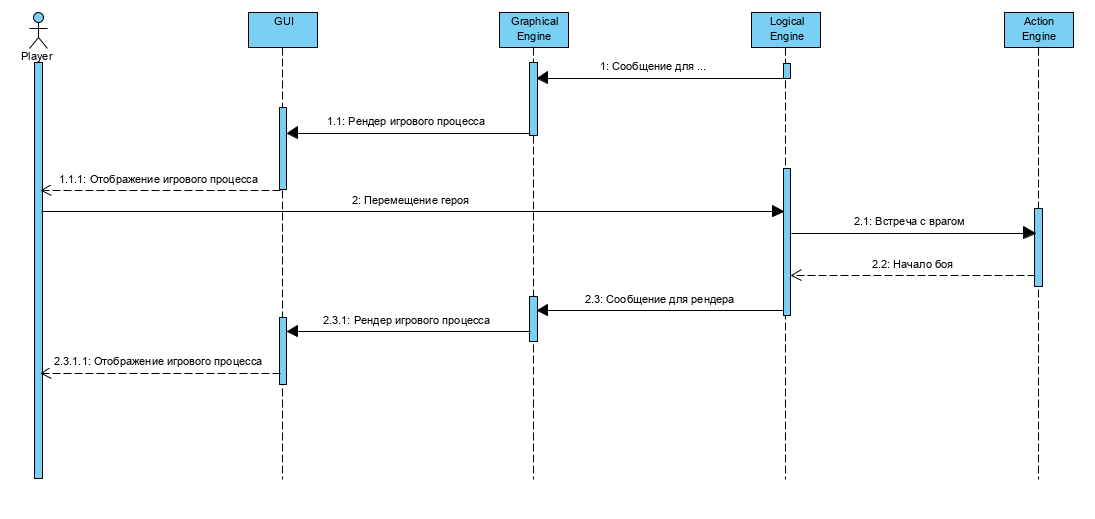 GUI
Graphical
Engine
Logical
Engine
Action
Engine
Player
1: Сообщение для ...
1.1: Рендер игрового процесса
1.1.1: Отображение игрового процесса
2: Перемещение героя
2.1: Встреча с врагом
2.2: Начало боя
2.3: Сообщение для рендера
2.3.1: Рендер игрового процесса
2.3.1.1: Отображение игрового процесса